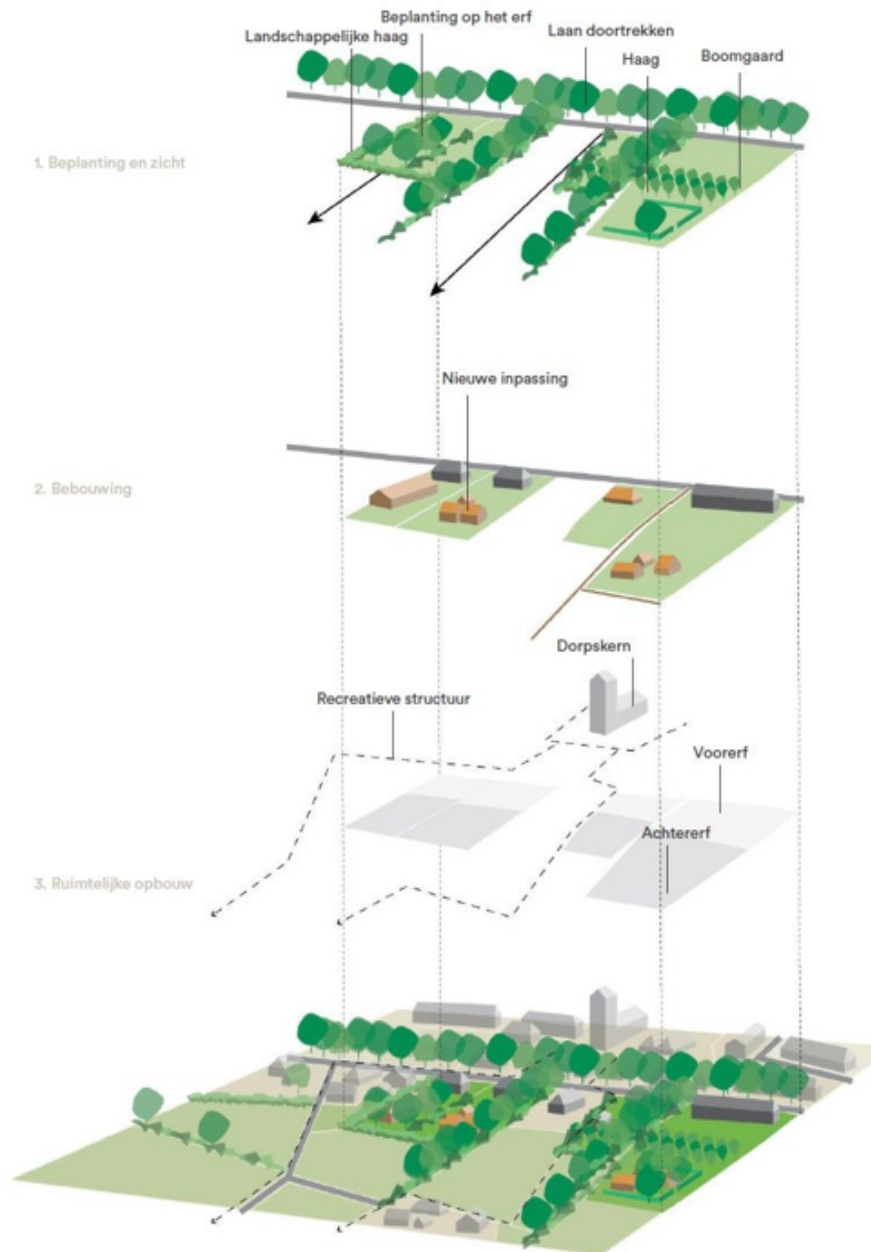 Beplanting op het erf
Landschappelijke haag
Laan doortrekken
Haag
Boomgaard
1. Beplanting en zicht
Nieuwe inpassing
2. Bebouwing
Dorpskern
Recreatieve structuur
Voorerf
Achtererf
3. Ruimtelijke opbouw